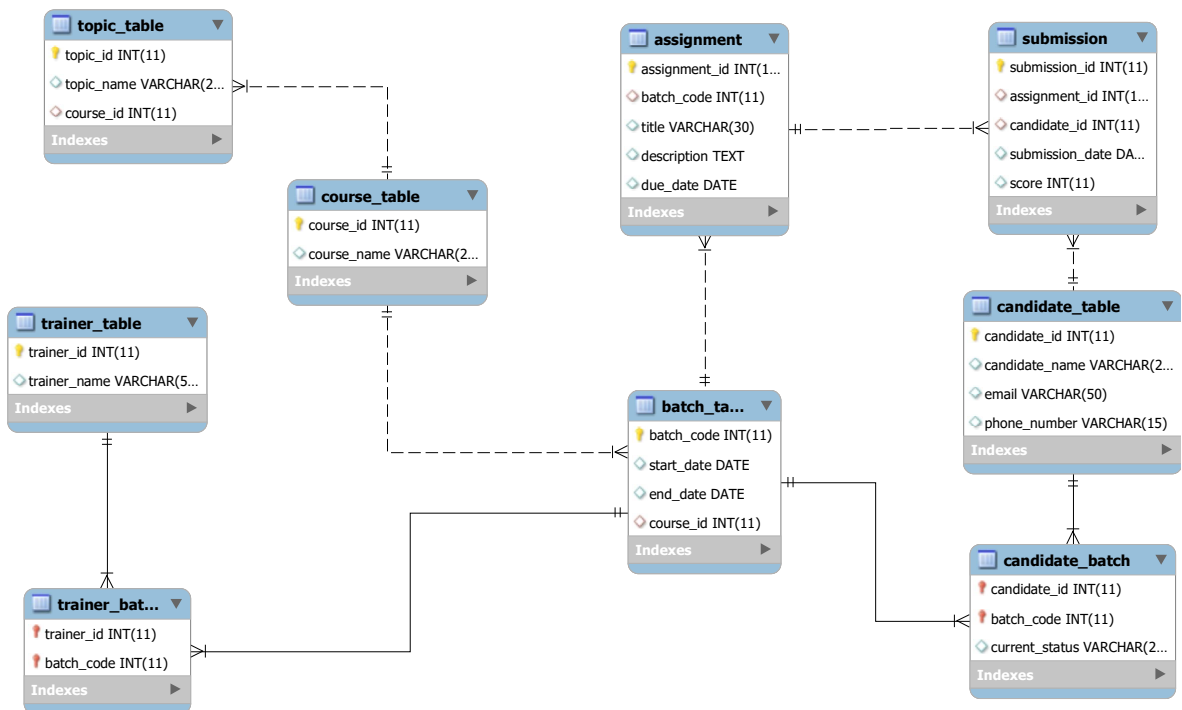 topic_table
topic_id INT(11)
topic_name VARCHAR(2...
course_id INT(11)
Indexes
course_table
course_id INT(11)
course_name VARCHAR(2...
Indexes
trainer_table
trainer_id INT(11)
trainer_name VARCHAR(5...
Indexes
trainer_bat...
trainer_id INT(11)
batch_code INT(11)
Indexes
assignment
assignment_id INT(1...
batch_code INT(11)
title VARCHAR(30)
description TEXT
due_date DATE
Indexes
batch_ta...
batch_code INT(11)
start_date DATE
end_date DATE
course_id INT(11)
Indexes
submission
submission_id INT(11)
assignment_id INT(1...
candidate_id INT(11)
submission_date DA...
score INT(11)
Indexes
candidate_table
candidate_id INT(11)
candidate_name VARCHAR(2...
email VARCHAR(50)
phone_number VARCHAR(15)
Indexes
candidate_batch
candidate_id INT(11)
batch_code INT(11)
current_status VARCHAR(2...
Indexes